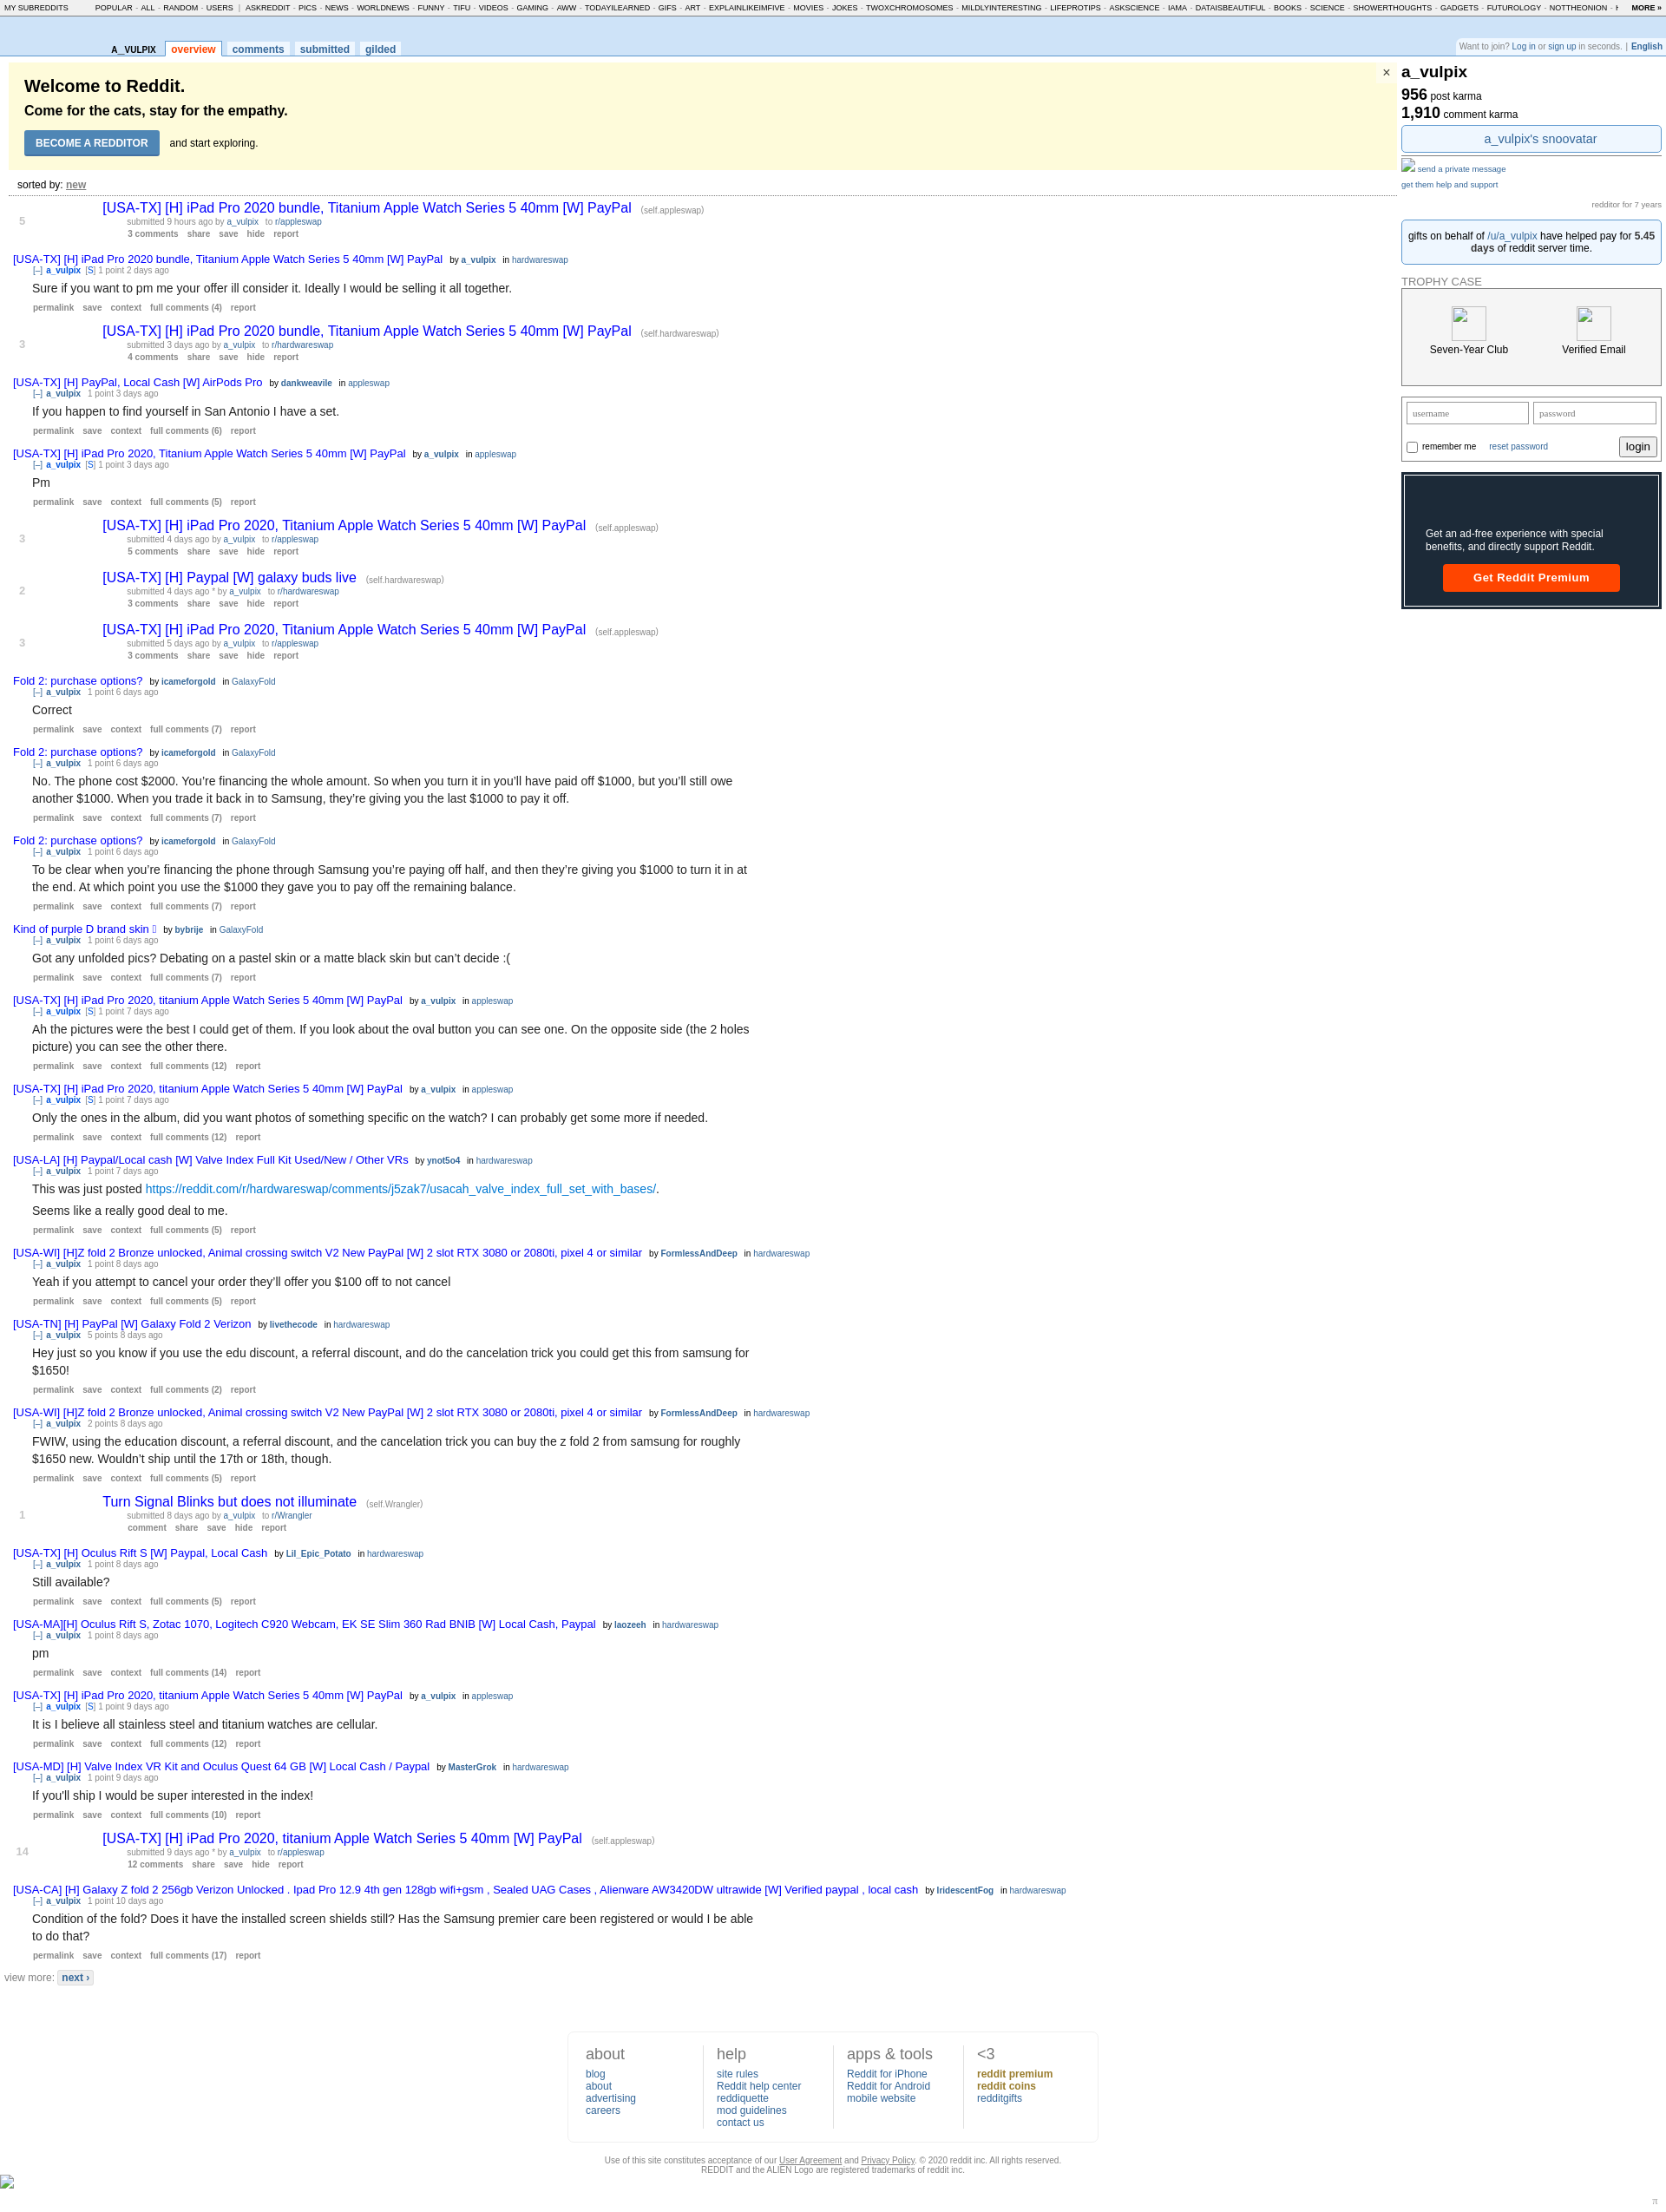 MY SUBREDDITS POPULAR - ALL - RANDOM - USERS | ASKREDDIT - PICS - NEWS - WORLDNEWS - FUNNY - TIFU - VIDEOS - GAMING - AWW - TODAYILEARNED - GIFS - ART - EXPLAINLIKEIMFIVE - MOVIES - JOKES - TWOXCHROMOSOMES - MILDLYINTERESTING - LIFEPROTIPS - ASKSCIENCE - IAMA - DATAISBEAUTIFUL - BOOKS - SCIENCE - SHOWERTHOUGHTS - GADGETS - FUTUROLOGY - NOTTHEONION - MORE »
A_VULPIX overview comments submitted gilded
Want to join? Log in or sign up in seconds. | English
Welcome to Reddit.
×
Come for the cats, stay for the empathy.
BECOME A REDDITOR and start exploring.
sorted by: new
[USA-TX] [H] iPad Pro 2020 bundle, Titanium Apple Watch Series 5 40mm [W] PayPal (self.appleswap)
5
submitted 9 hours ago by a_vulpix to r/appleswap
3 comments share save hide report
[USA-TX] [H] iPad Pro 2020 bundle, Titanium Apple Watch Series 5 40mm [W] PayPal by a_vulpix in hardwareswap
[–] a_vulpix [S] 1 point 2 days ago
Sure if you want to pm me your offer ill consider it. Ideally I would be selling it all together.
permalink save context full comments (4) report
[USA-TX] [H] iPad Pro 2020 bundle, Titanium Apple Watch Series 5 40mm [W] PayPal (self.hardwareswap)
3
submitted 3 days ago by a_vulpix to r/hardwareswap
4 comments share save hide report
[USA-TX] [H] PayPal, Local Cash [W] AirPods Pro by dankweavile in appleswap
[–] a_vulpix 1 point 3 days ago
If you happen to find yourself in San Antonio I have a set.
permalink save context full comments (6) report
[USA-TX] [H] iPad Pro 2020, Titanium Apple Watch Series 5 40mm [W] PayPal by a_vulpix in appleswap
[–] a_vulpix [S] 1 point 3 days ago
Pm
permalink save context full comments (5) report
[USA-TX] [H] iPad Pro 2020, Titanium Apple Watch Series 5 40mm [W] PayPal (self.appleswap)
3
submitted 4 days ago by a_vulpix to r/appleswap
5 comments share save hide report
[USA-TX] [H] Paypal [W] galaxy buds live (self.hardwareswap)
2
submitted 4 days ago * by a_vulpix to r/hardwareswap
3 comments share save hide report
[USA-TX] [H] iPad Pro 2020, Titanium Apple Watch Series 5 40mm [W] PayPal (self.appleswap)
3
submitted 5 days ago by a_vulpix to r/appleswap
3 comments share save hide report
Fold 2: purchase options? by icameforgold in GalaxyFold
[–] a_vulpix 1 point 6 days ago
Correct
permalink save context full comments (7) report
Fold 2: purchase options? by icameforgold in GalaxyFold
[–] a_vulpix 1 point 6 days ago
No. The phone cost $2000. You’re financing the whole amount. So when you turn it in you’ll have paid off $1000, but you’ll still owe
another $1000. When you trade it back in to Samsung, they’re giving you the last $1000 to pay it off.
permalink save context full comments (7) report
Fold 2: purchase options? by icameforgold in GalaxyFold
[–] a_vulpix 1 point 6 days ago
To be clear when you’re financing the phone through Samsung you’re paying off half, and then they’re giving you $1000 to turn it in at
the end. At which point you use the $1000 they gave you to pay off the remaining balance.
permalink save context full comments (7) report
Kind of purple D brand skin by bybrije in GalaxyFold
[–] a_vulpix 1 point 6 days ago
Got any unfolded pics? Debating on a pastel skin or a matte black skin but can’t decide :(
permalink save context full comments (7) report
[USA-TX] [H] iPad Pro 2020, titanium Apple Watch Series 5 40mm [W] PayPal by a_vulpix in appleswap
[–] a_vulpix [S] 1 point 7 days ago
Ah the pictures were the best I could get of them. If you look about the oval button you can see one. On the opposite side (the 2 holes
picture) you can see the other there.
permalink save context full comments (12) report
[USA-TX] [H] iPad Pro 2020, titanium Apple Watch Series 5 40mm [W] PayPal by a_vulpix in appleswap
[–] a_vulpix [S] 1 point 7 days ago
Only the ones in the album, did you want photos of something specific on the watch? I can probably get some more if needed.
permalink save context full comments (12) report
[USA-LA] [H] Paypal/Local cash [W] Valve Index Full Kit Used/New / Other VRs by ynot5o4 in hardwareswap
[–] a_vulpix 1 point 7 days ago
This was just posted https://reddit.com/r/hardwareswap/comments/j5zak7/usacah_valve_index_full_set_with_bases/.
Seems like a really good deal to me.
permalink save context full comments (5) report
[USA-WI] [H]Z fold 2 Bronze unlocked, Animal crossing switch V2 New PayPal [W] 2 slot RTX 3080 or 2080ti, pixel 4 or similar by FormlessAndDeep in hardwareswap
[–] a_vulpix 1 point 8 days ago
Yeah if you attempt to cancel your order they’ll offer you $100 off to not cancel
permalink save context full comments (5) report
[USA-TN] [H] PayPal [W] Galaxy Fold 2 Verizon by livethecode in hardwareswap
[–] a_vulpix 5 points 8 days ago
Hey just so you know if you use the edu discount, a referral discount, and do the cancelation trick you could get this from samsung for
$1650!
permalink save context full comments (2) report
[USA-WI] [H]Z fold 2 Bronze unlocked, Animal crossing switch V2 New PayPal [W] 2 slot RTX 3080 or 2080ti, pixel 4 or similar by FormlessAndDeep in hardwareswap
[–] a_vulpix 2 points 8 days ago
FWIW, using the education discount, a referral discount, and the cancelation trick you can buy the z fold 2 from samsung for roughly
$1650 new. Wouldn’t ship until the 17th or 18th, though.
permalink save context full comments (5) report
Turn Signal Blinks but does not illuminate (self.Wrangler)
1
submitted 8 days ago by a_vulpix to r/Wrangler
comment share save hide report
[USA-TX] [H] Oculus Rift S [W] Paypal, Local Cash by Lil_Epic_Potato in hardwareswap
[–] a_vulpix 1 point 8 days ago
Still available?
permalink save context full comments (5) report
[USA-MA][H] Oculus Rift S, Zotac 1070, Logitech C920 Webcam, EK SE Slim 360 Rad BNIB [W] Local Cash, Paypal by laozeeh in hardwareswap
[–] a_vulpix 1 point 8 days ago
pm
permalink save context full comments (14) report
[USA-TX] [H] iPad Pro 2020, titanium Apple Watch Series 5 40mm [W] PayPal by a_vulpix in appleswap
[–] a_vulpix [S] 1 point 9 days ago
It is I believe all stainless steel and titanium watches are cellular.
permalink save context full comments (12) report
[USA-MD] [H] Valve Index VR Kit and Oculus Quest 64 GB [W] Local Cash / Paypal by MasterGrok in hardwareswap
[–] a_vulpix 1 point 9 days ago
If you'll ship I would be super interested in the index!
permalink save context full comments (10) report
[USA-TX] [H] iPad Pro 2020, titanium Apple Watch Series 5 40mm [W] PayPal (self.appleswap)
14
submitted 9 days ago * by a_vulpix to r/appleswap
12 comments share save hide report
[USA-CA] [H] Galaxy Z fold 2 256gb Verizon Unlocked . Ipad Pro 12.9 4th gen 128gb wifi+gsm , Sealed UAG Cases , Alienware AW3420DW ultrawide [W] Verified paypal , local cash by IridescentFog in hardwareswap
[–] a_vulpix 1 point 10 days ago
Condition of the fold? Does it have the installed screen shields still? Has the Samsung premier care been registered or would I be able
to do that?
permalink save context full comments (17) report
view more: next ›
a_vulpix
956 post karma
1,910 comment karma
a_vulpix's snoovatar
send a private message
get them help and support
redditor for 7 years
gifts on behalf of /u/a_vulpix have helped pay for 5.45
days of reddit server time.
TROPHY CASE
Seven-Year Club Verified Email
username password
remember me reset password login
Get an ad-free experience with special
benefits, and directly support Reddit.
Get Reddit Premium
about
blog
about
advertising
careers
help
site rules
Reddit help center
reddiquette
mod guidelines
contact us
apps & tools
Reddit for iPhone
Reddit for Android
mobile website
<3
reddit premium
reddit coins
redditgifts
Use of this site constitutes acceptance of our User Agreement and Privacy Policy. © 2020 reddit inc. All rights reserved.
REDDIT and the ALIEN Logo are registered trademarks of reddit inc.
π